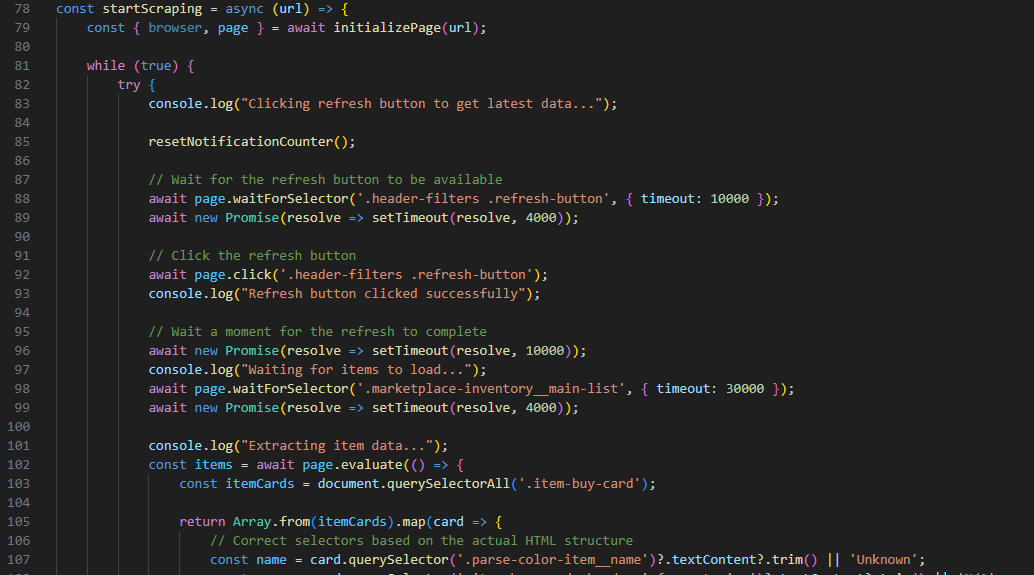 78 const startScraping = async (url) => {
79 const { browser, page } = await initializePage(url);
80
81 while (true) {
82 try {
83 console.log("Clicking refresh button to get latest data...");
84
85 resetNotificationCounter();
86
87 // Wait for the refresh button to be available
88 await page.waitForSelector('.header-filters .refresh-button', { timeout: 10000 });
89 await new Promise(resolve => setTimeout(resolve, 4000));
90
91 // Click the refresh button
92 await page.click('.header-filters .refresh-button');
93 console.log("Refresh button clicked successfully");
94
95 // Wait a moment for the refresh to complete
96 await new Promise(resolve => setTimeout(resolve, 10000));
97 console.log("Waiting for items to load...");
98 await page.waitForSelector('.marketplace-inventory__main-list', { timeout: 30000 });
99 await new Promise(resolve => setTimeout(resolve, 4000));
100
101 console.log("Extracting item data...");
102 const items = await page.evaluate(() => {
103 const itemCards = document.querySelectorAll('.item-buy-card');
104
105 return Array.from(itemCards).map(card => {
106 // Correct selectors based on the actual HTML structure
107 const name = card.querySelector('.parse-color-item__name')?.textContent?.trim() || 'Unknown';